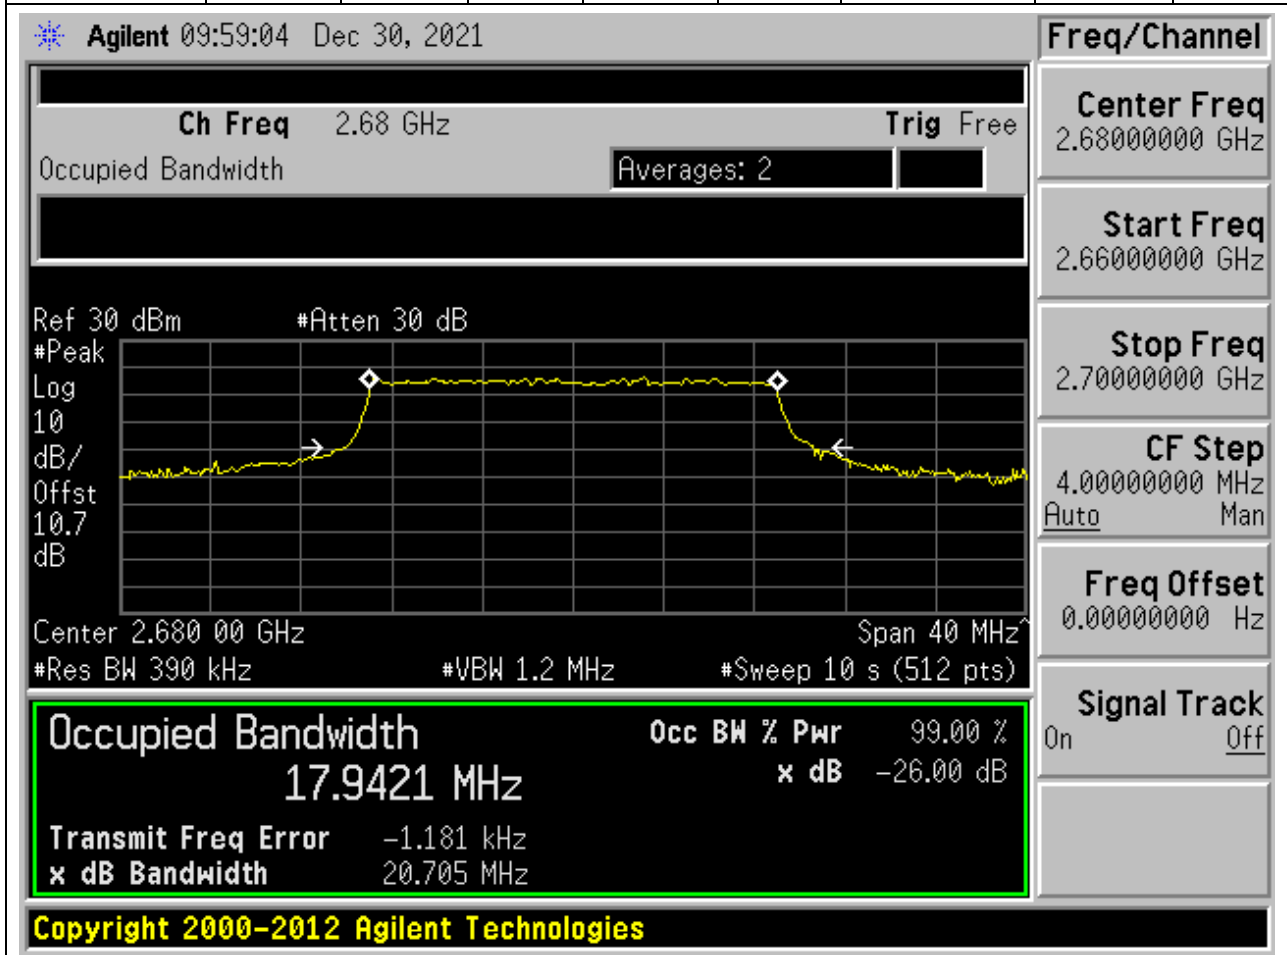 Agilent 09:59:04 Dec 30, 2021
Freq/Channel
Ch Freq 2.68 GHz Trig Free
Occupied Bandwidth Averages: 2
Center Freq
2.68000000 GHz
Start Freq
2.66000000 GHz
Stop Freq
2.70000000 GHz
CF Step
4.00000000 MHz
Auto Man
Freq Offset
0.00000000 Hz
Signal Track
On Off
Ref 30 dBm #Atten 30 dB
#Peak
Log
10
dB/
Offst
10.7
dB
Center 2.680 00 GHz Span 40 MHz^
#Res BW 390 kHz #VBW 1.2 MHz #Sweep 10 s (512 pts)
Occupied Bandwidth Occ BW % Pwr 99.00 %
17.9421 MHz x dB -26.00 dB
Transmit Freq Error -1.181 kHz
x dB Bandwidth 20.705 MHz
Copyright 2000-2012 Agilent Technologies